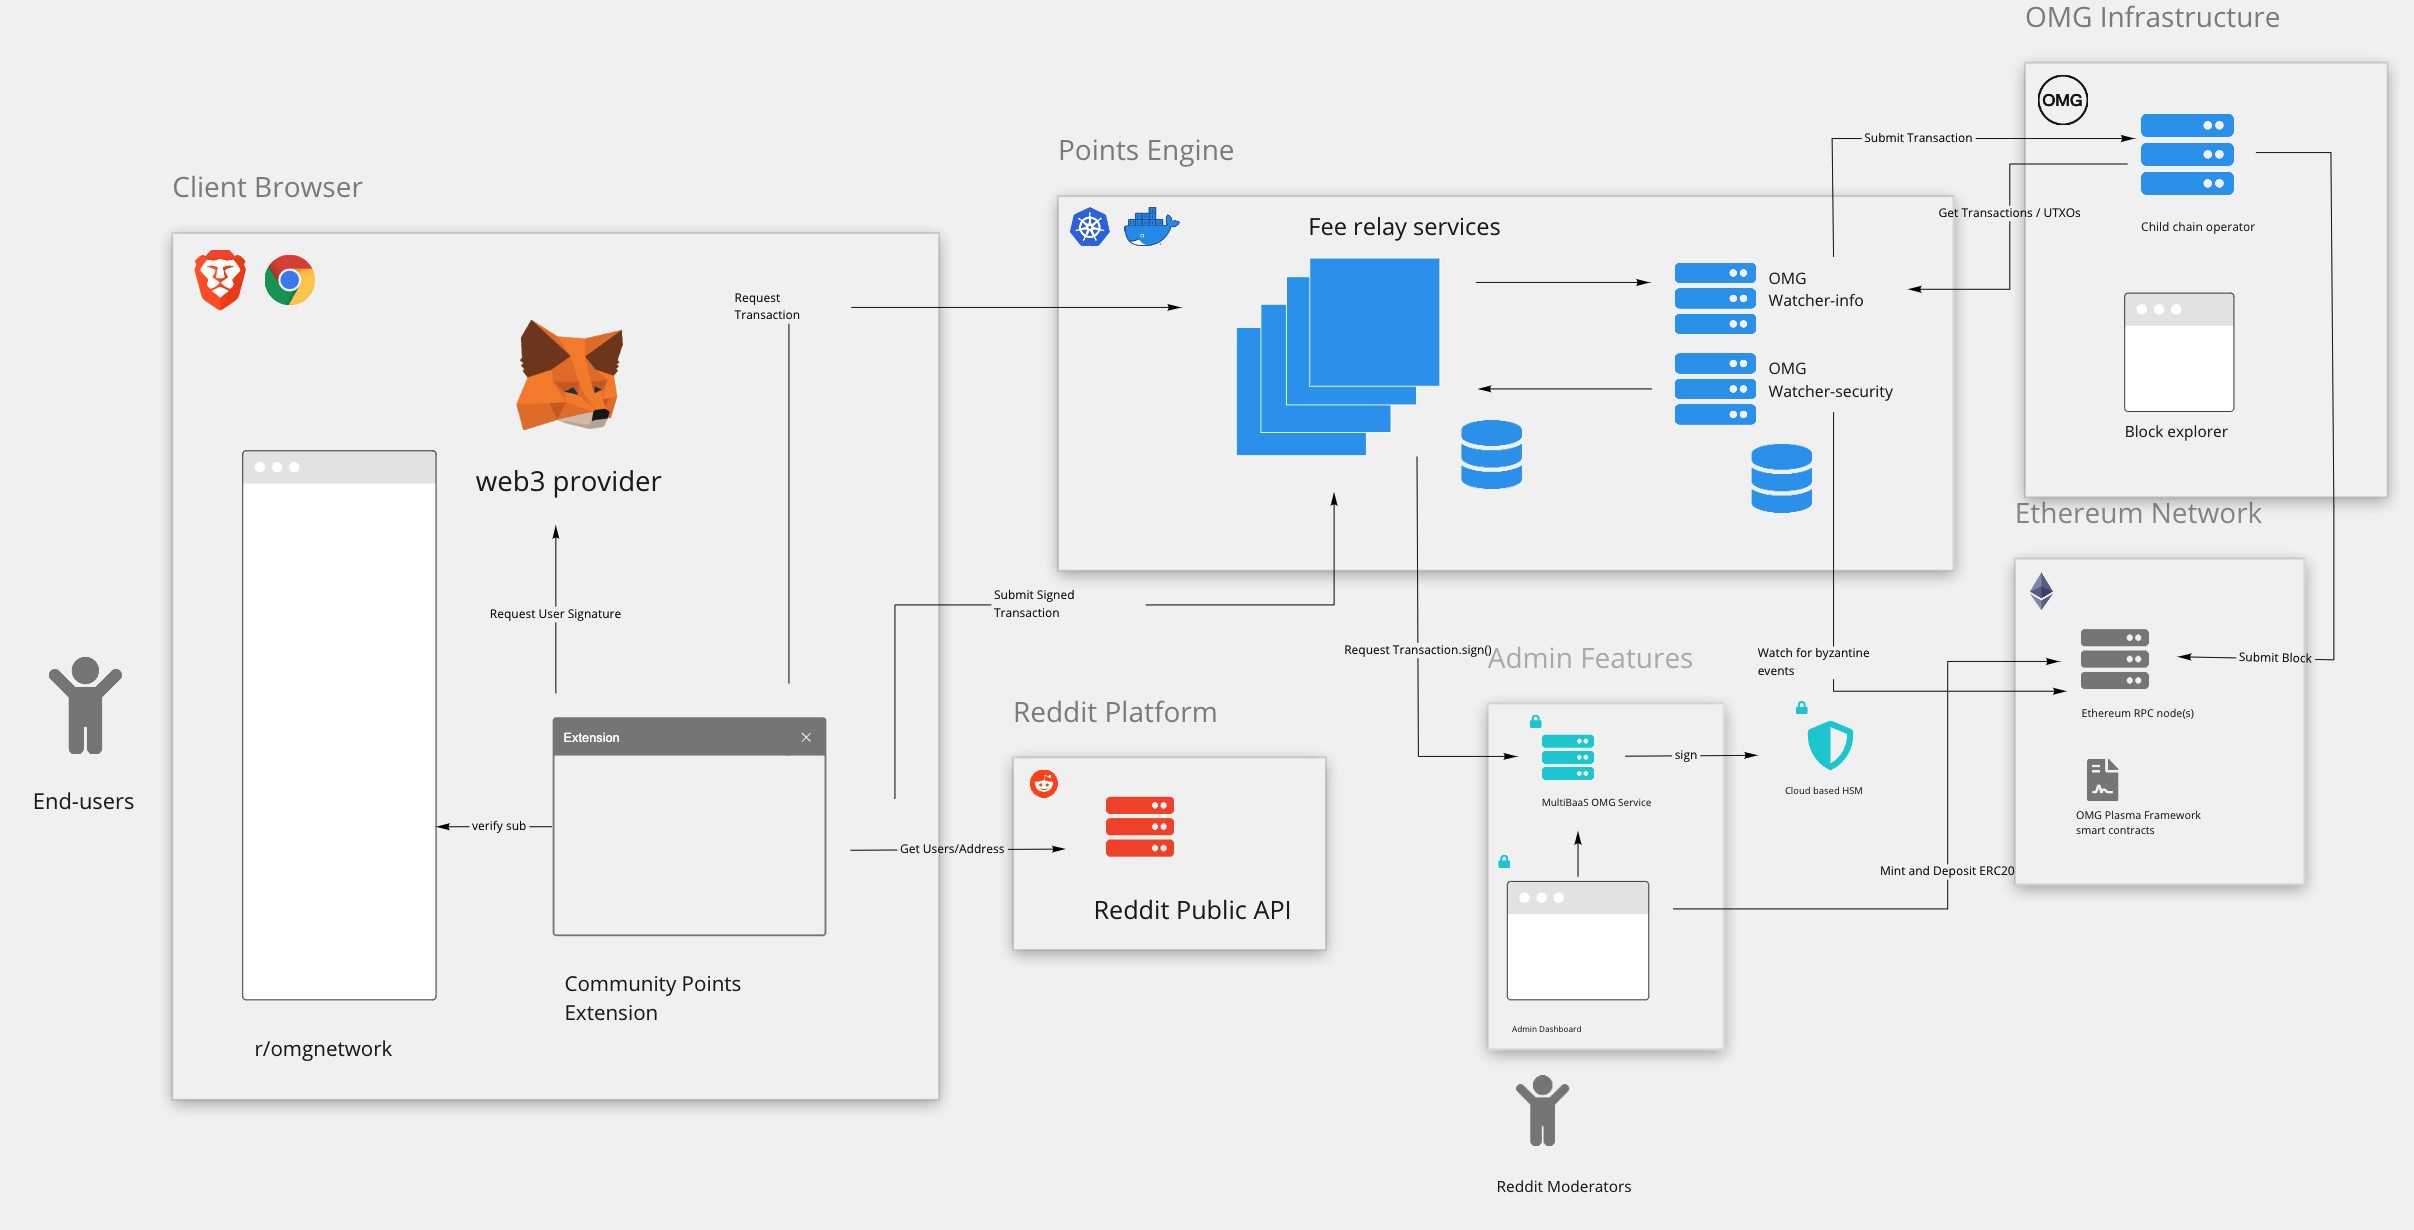 OMG Infrastructure
OMG
Submit Transaction
Get Transactions / UTXOs
Child chain operator
Block explorer
Points Engine
Fee relay services
OMG
Watcher-info
OMG
Watcher-security
Client Browser
Request
Transaction
web3 provider
Request User Signature
Extension
verify sub
Community Points
Extension
r/omgnetwork
End-users
Submit Signed
Transaction
Get Users/Address
Reddit Platform
Reddit Public API
Request Transaction.sign()
Admin Features
MultiBaaS OMG Service
sign
Cloud based HSM
Admin Dashboard
Reddit Moderators
Watch for byzantine
events
Mint and Deposit ERC20
Ethereum Network
Submit Block
Ethereum RPC node(s)
OMG Plasma Framework
smart contracts